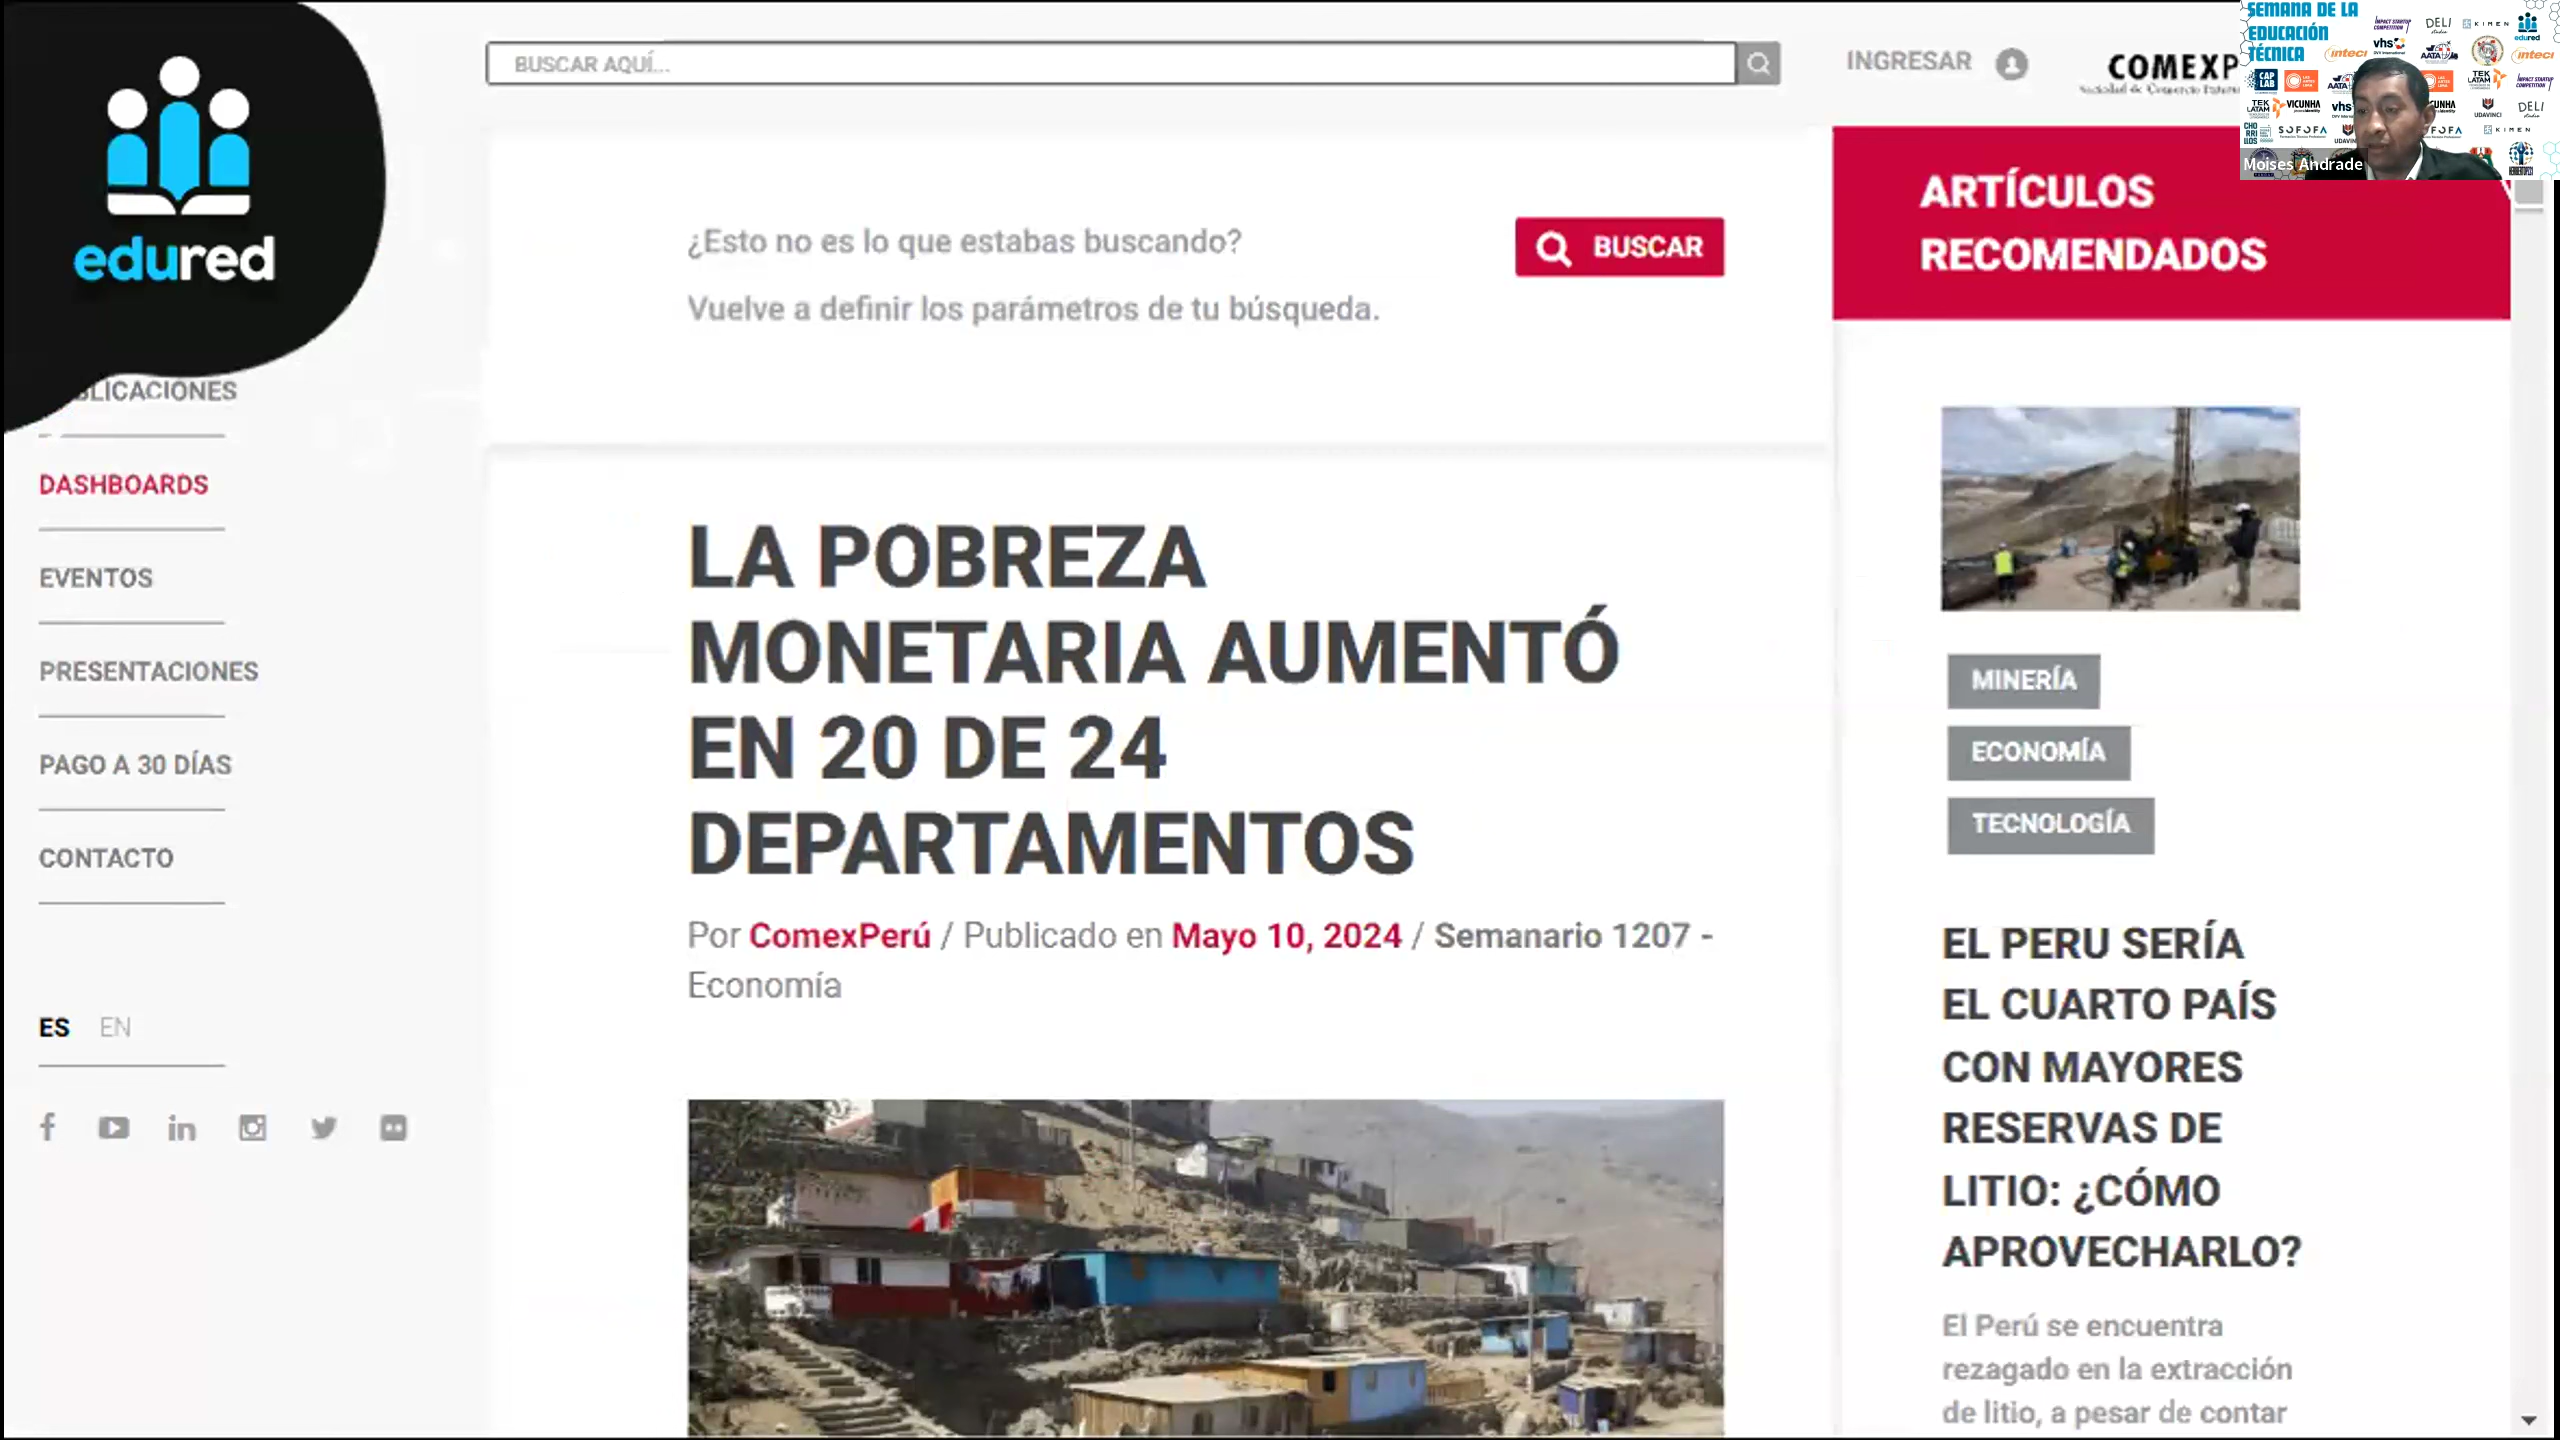 edured
BUSCAR AQUÍ...
INGRESAR
COMEXP
SEMANA DE LA
EDUCACIÓN
TÉCNICA
Moises Andrade
PUBLICACIONES
DASHBOARDS
EVENTOS
PRESENTACIONES
PAGO A 30 DÍAS
CONTACTO
ES EN
¿Esto no es lo que estabas buscando?
Vuelve a definir los parámetros de tu búsqueda.
BUSCAR
LA POBREZA
MONETARIA AUMENTÓ
EN 20 DE 24
DEPARTAMENTOS
Por ComexPerú / Publicado en Mayo 10, 2024 / Semanario 1207 -
Economía
ARTÍCULOS
RECOMENDADOS
MINERÍA
ECONOMÍA
TECNOLOGÍA
EL PERU SERÍA
EL CUARTO PAÍS
CON MAYORES
RESERVAS DE
LITIO: ¿CÓMO
APROVECHARLO?
El Perú se encuentra
rezagado en la extracción
de litio, a pesar de contar